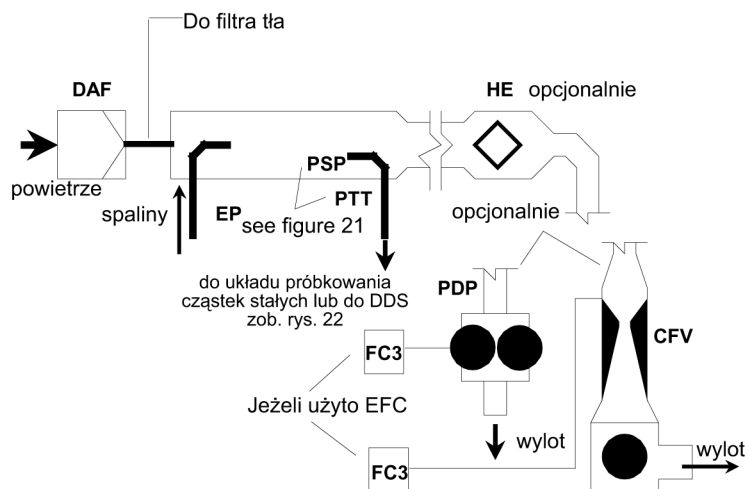 Do filtra tła
DAF
HE opcjonalnie
powietrze
spaliny
EP
PSP
PTT
see figure 21
opcjonalnie
do układu próbkowania
cząstek stałych lub do DDS
zob. rys. 22
PDP
CFV
FC3
Jeżeli użyto EFC
wylot
FC3
wylot